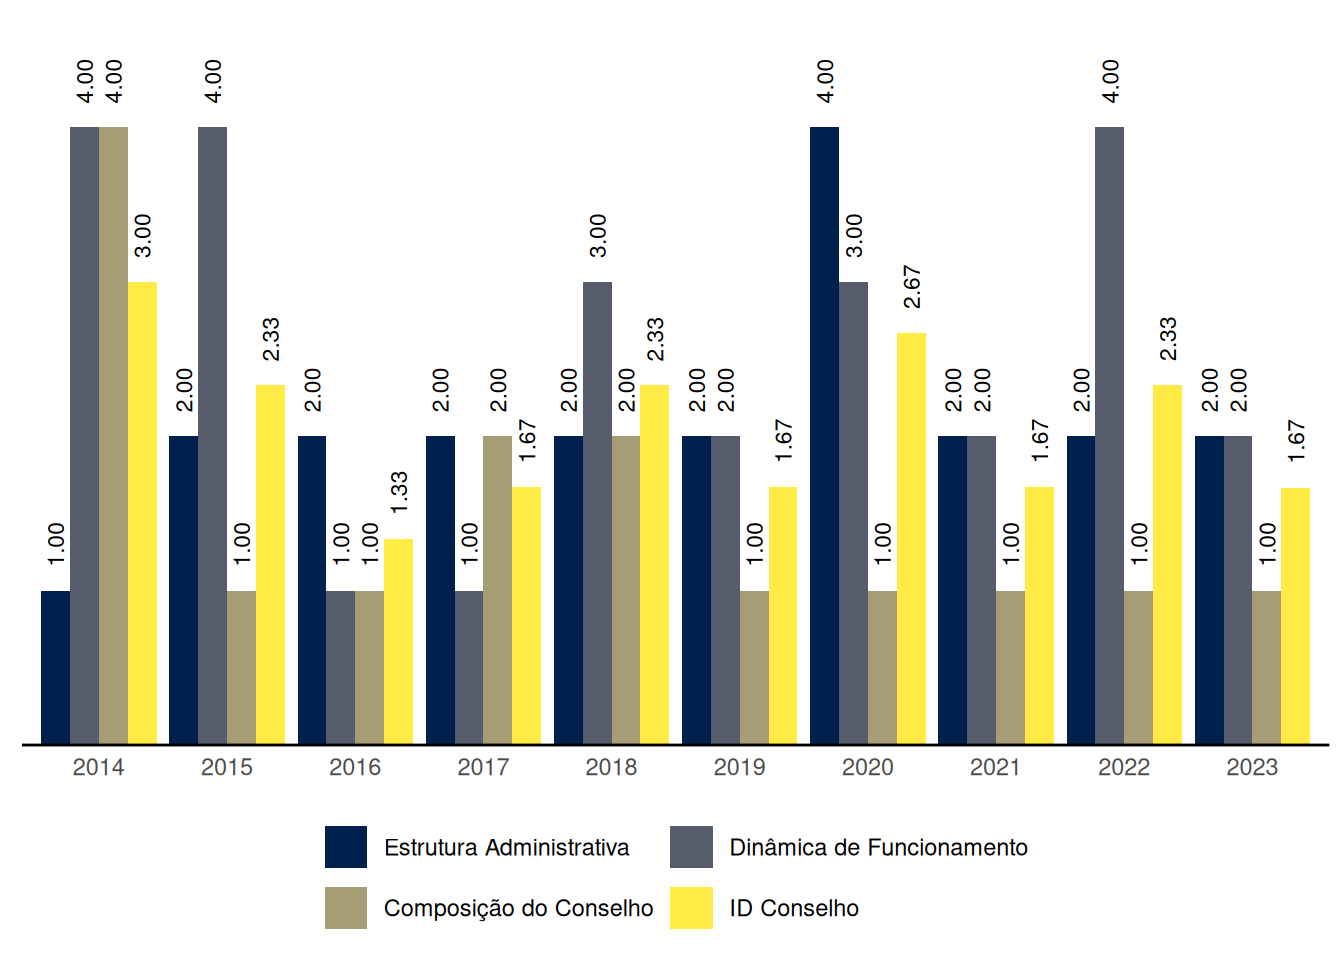 4.00 4.00 4.00 4.00 4.00
3.00 3.00 3.00
2.67
2.33 2.33 2.33
2.00 2.00 2.00 2.00 2.00 2.00 2.00 2.00 2.00 2.00 2.00 2.00 2.00
1.67 1.67 1.67 1.67
1.33
1.00 1.00 1.00 1.00 1.00 1.00 1.00 1.00 1.00 1.00
2014 2015 2016 2017 2018 2019 2020 2021 2022 2023
Estrutura Administrativa Dinâmica de Funcionamento
Composição do Conselho ID Conselho